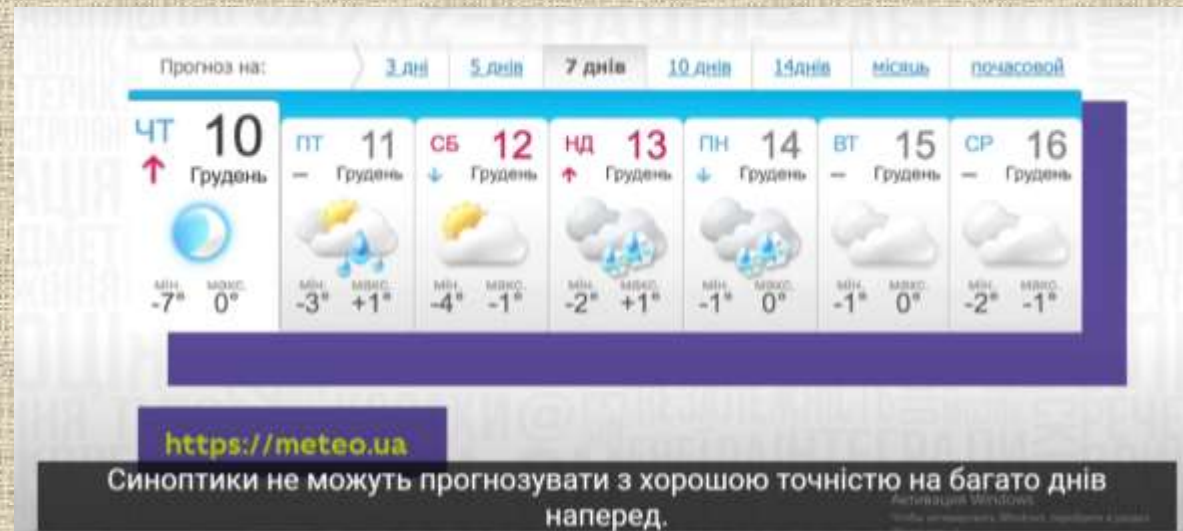 Прогноз на: 3 дні 5 днів 7 днів 10 днів 14днів місяць почасовой
ЧТ 10 ПТ 11 СБ 12 НД 13 ПН 14 ВТ 15 СР 16
Грудень Грудень Грудень Грудень Грудень Грудень Грудень
мін. макс. мін. макс. мін. макс. мін. макс. мін. макс. мін. макс. мін. макс.
-7° 0° -3° +1° -4° -1° -2° +1° -1° 0° -1° 0° -2° -1°
https://meteo.ua
Синоптики не можуть прогнозувати з хорошою точністю на багато днів
наперед.
Активация Windows